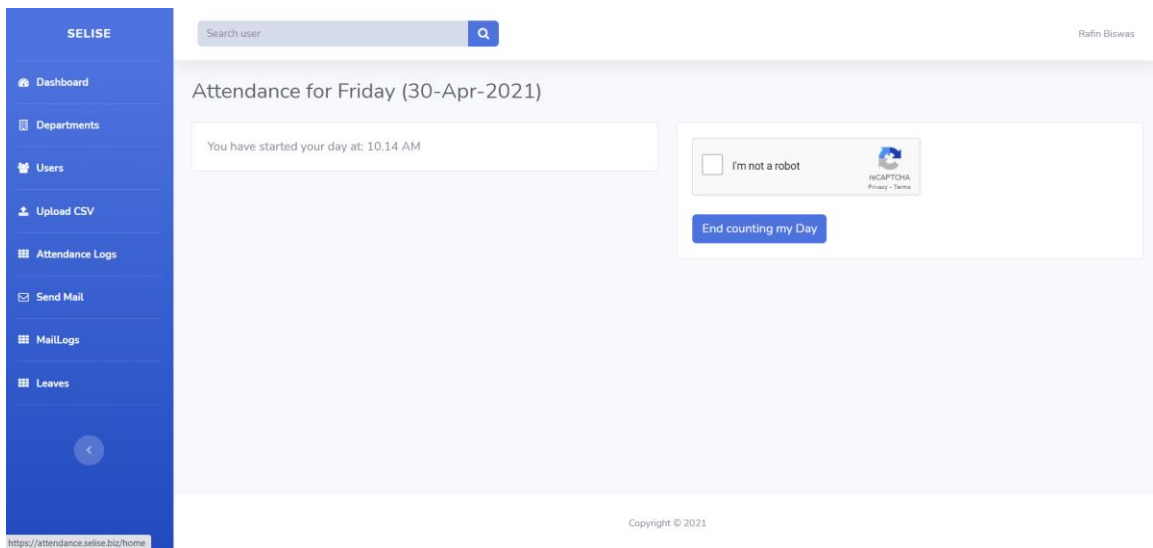 SELISE
Dashboard
Departments
Users
Upload CSV
Attendance Logs
Send Mail
MailLogs
Leaves
Search user
Rafin Biswas
Attendance for Friday (30-Apr-2021)
You have started your day at: 10.14 AM
I'm not a robot
reCAPTCHA
Privacy - Terms
End counting my Day
Copyright © 2021
https://attendance.selise.biz/home